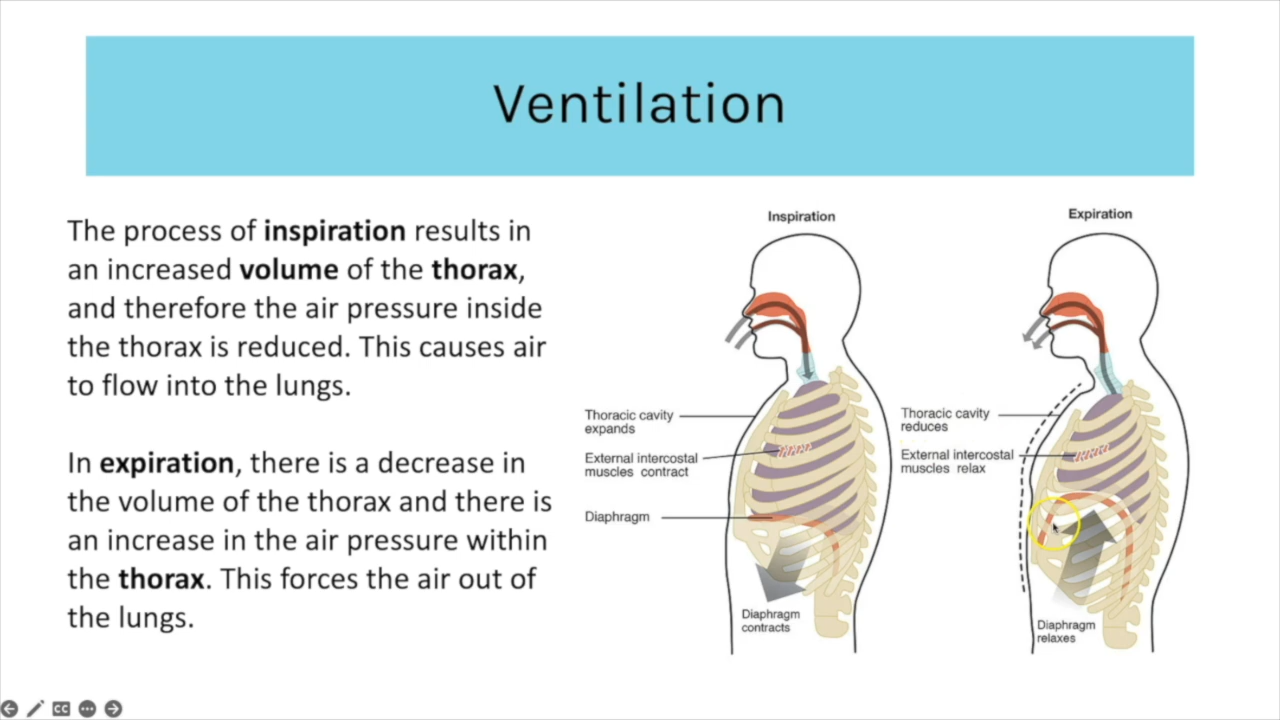 Ventilation
The process of inspiration results in
an increased volume of the thorax,
and therefore the air pressure inside
the thorax is reduced. This causes air
to flow into the lungs.
In expiration, there is a decrease in
the volume of the thorax and there is
an increase in the air pressure within
the thorax. This forces the air out of
the lungs.
Inspiration
Thoracic cavity
expands
External intercostal
muscles contract
Diaphragm
Diaphragm
contracts
Expiration
Thoracic cavity
reduces
External intercostal
muscles relax
Diaphragm
relaxes
CC